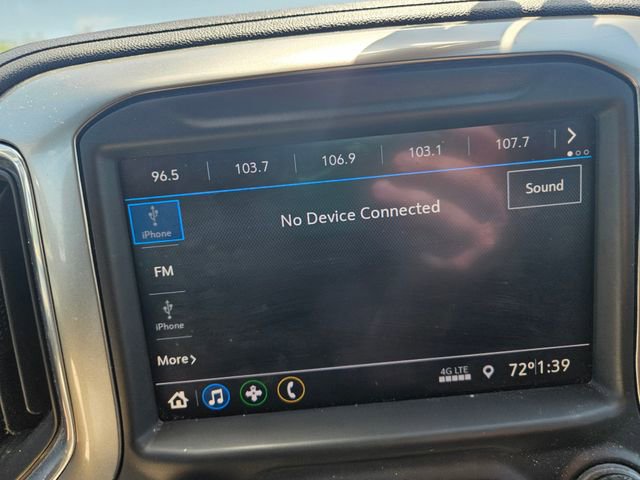 96.5 103.7 106.9 103.1 107.7
Sound
No Device Connected
iPhone
FM
iPhone
More
4G LTE 72° 1:39